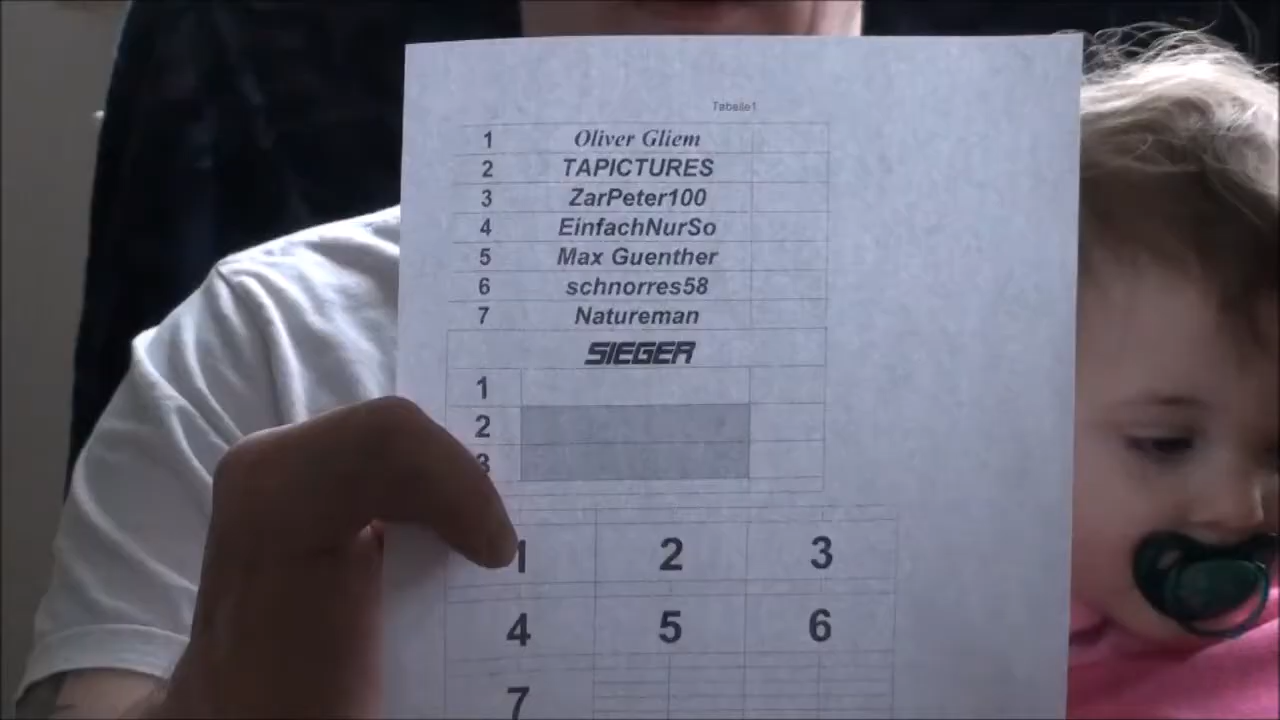 Tabelle1
1 Oliver Gliem
2 TAPICTURES
3 ZarPeter100
4 EinfachNurSo
5 Max Guenther
6 schnorres58
7 Natureman
SIEGER
1
2
3
1 2 3
4 5 6
7